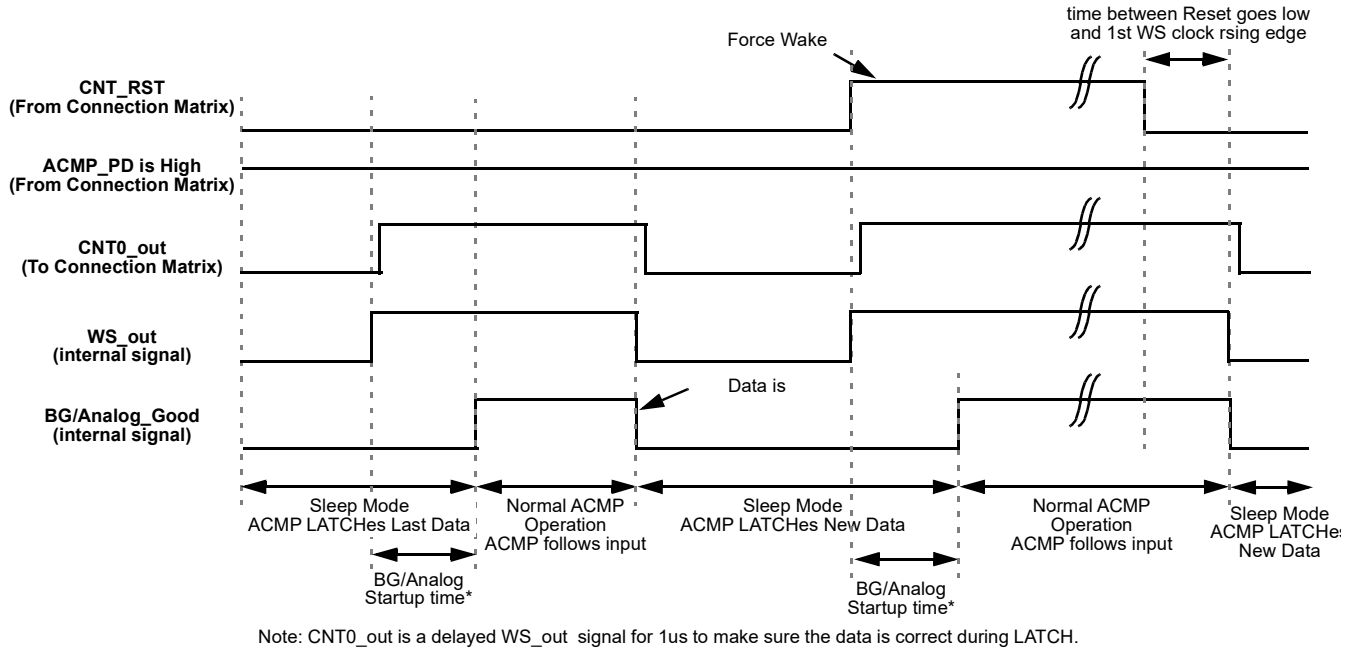 time between Reset goes low
and 1st WS clock rsing edge
Force Wake
CNT_RST
(From Connection Matrix)
ACMP_PD is High
(From Connection Matrix)
CNT0_out
(To Connection Matrix)
WS_out
(internal signal)
Data is
BG/Analog_Good
(internal signal)
Sleep Mode
ACMP LATCHes Last Data
Normal ACMP
Operation
ACMP follows input
Sleep Mode
ACMP LATCHes New Data
Normal ACMP
Operation
ACMP follows input
Sleep Mode
ACMP LATCHes
New Data
BG/Analog
Startup time*
BG/Analog
Startup time*
Note: CNT0_out is a delayed WS_out signal for 1us to make sure the data is correct during LATCH.